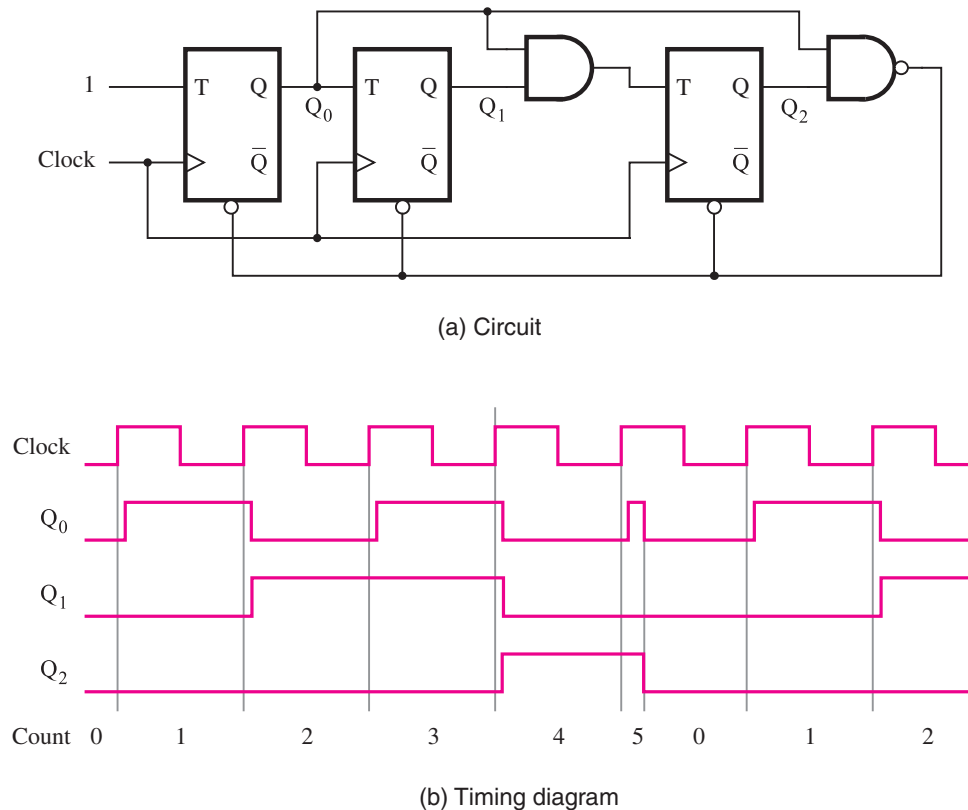 1 T Q Q0 T Q Q1 T Q Q2
Clock Q̅ Q̅ Q̅
(a) Circuit
Clock
Q0
Q1
Q2
Count 0 1 2 3 4 5 0 1 2
(b) Timing diagram